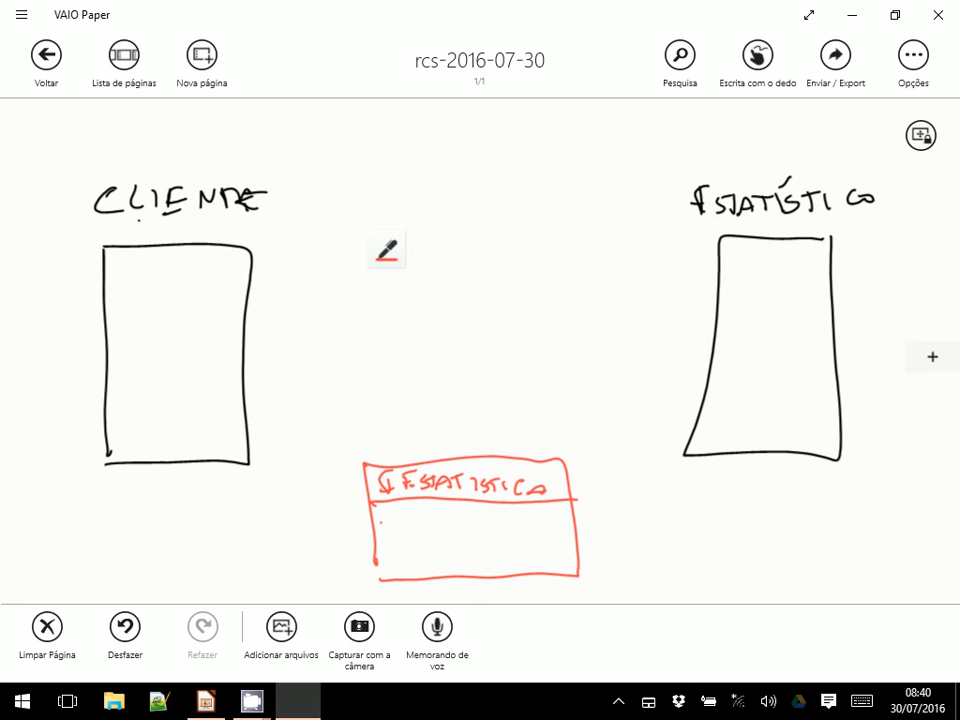 VAIO Paper
Voltar
Lista de páginas
Nova página
rcs-2016-07-30
1/1
Pesquisa
Escrita com o dedo
Enviar / Export
Opções
CLIENTE
ESTATÍSTICO
ESTATISTICA
Limpar Página
Desfazer
Refazer
Adicionar arquivos
Capturar com a
câmera
Memorando de
voz
08:40
30/07/2016